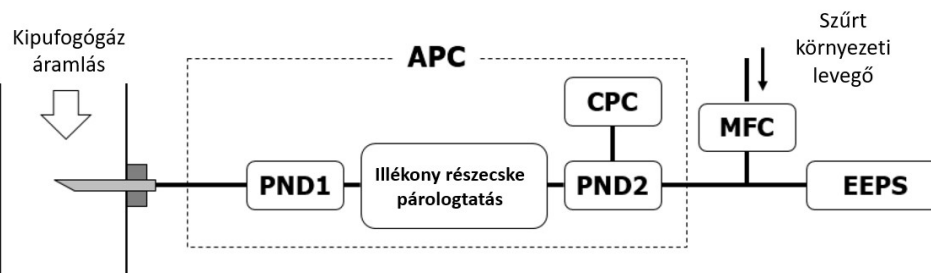 Kipufogógáz
áramlás
APC
CPC
Szűrt
környezeti
levegő
MFC
PND1
Illékony részecske
párologtatás
PND2
EEPS